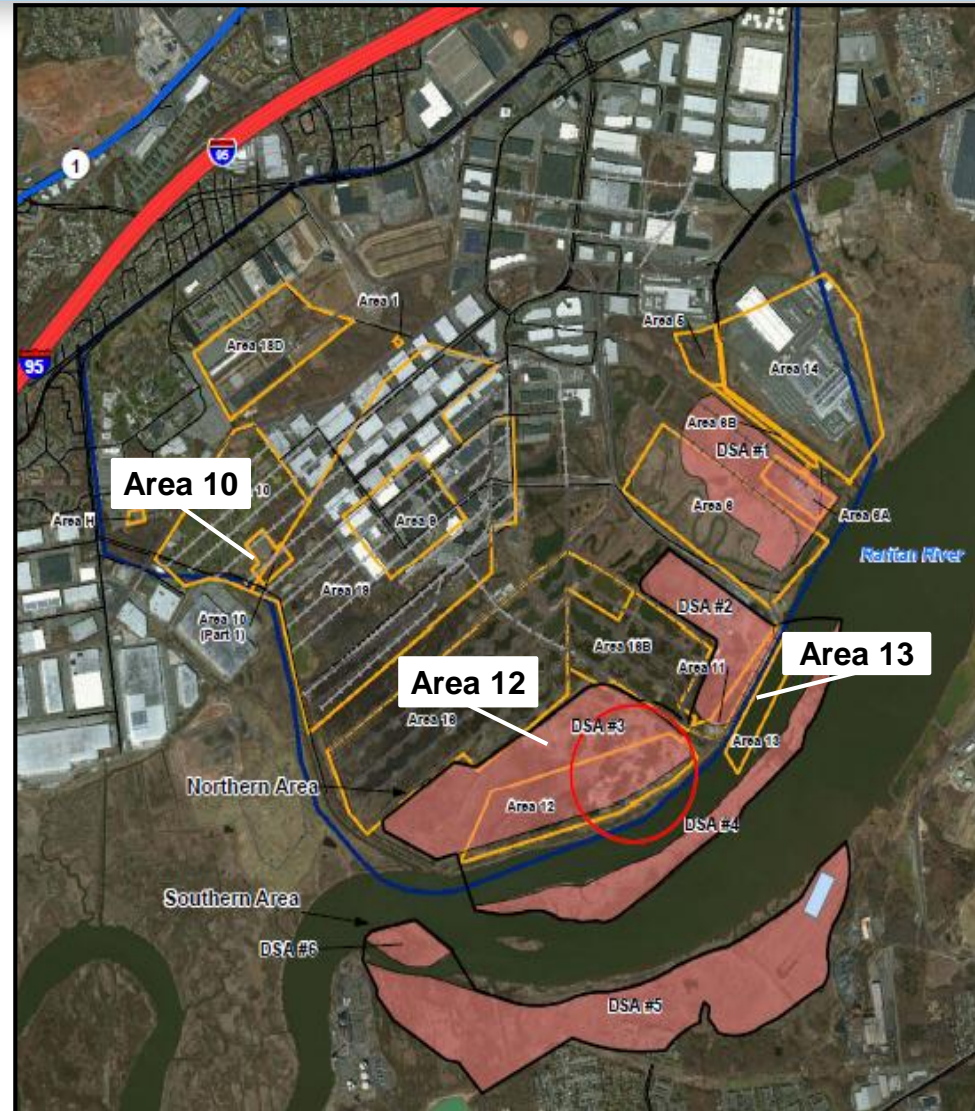 1
95
95
Area 1
Area 18D
Area 5
Area 14
Area 6B
DSA #1
Area 10
10
Area H
Area 9
Area 6
Area 6A
Raritan River
Area 10
(Part 1)
Area 19
DSA #2
Area 18B
Area 11
Area 13
Area 12
Area 16
DSA #3
Area 13
Northern Area
Area 12
DSA #4
Southern Area
DSA #6
DSA #5